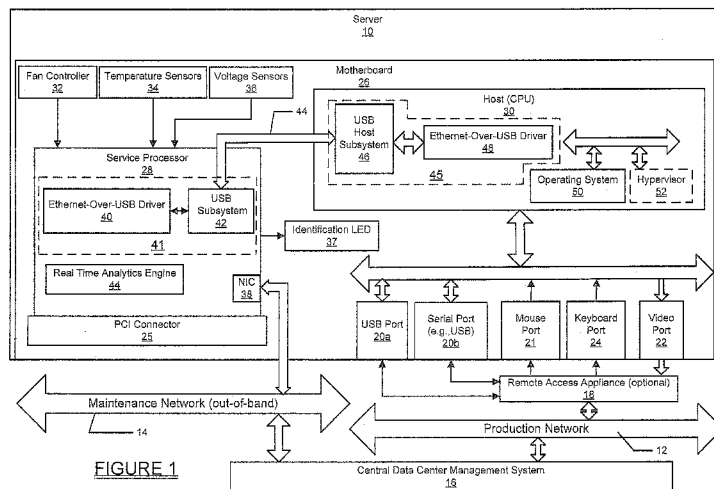 Server
10
Motherboard
26
Fan Controller
32
Temperature Sensors
34
Voltage Sensors
36
Host (CPU)
30
44
USB
Host
Subsystem
46
Ethernet-Over-USB Driver
48
45
Operating System
50
Hypervisor
52
Service Processor
28
Ethernet-Over-USB Driver
40
USB
Subsystem
42
41
Identification LED
37
Real Time Analytics Engine
44
NIC
38
PCI Connector
25
USB Port
20a
Serial Port
(e.g.,USB)
20b
Mouse
Port
21
Keyboard
Port
24
Video
Port
22
Remote Access Appliance (optional)
18
Maintenance Network (out-of-band)
14
Production Network
12
FIGURE 1
Central Data Center Management System
16